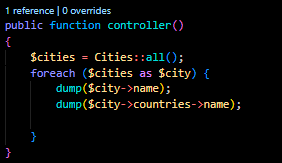 1 reference | 0 overrides
public function controller()
{
    $cities = Cities::all();
    foreach ($cities as $city) {
        dump($city->name);
        dump($city->countries->name);
    }
}